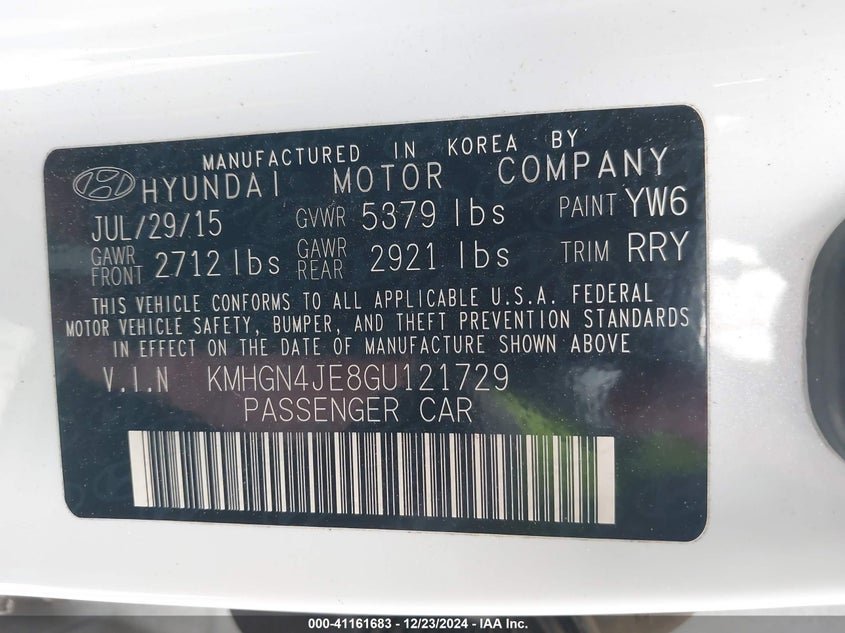 MANUFACTURED IN KOREA BY
HYUNDAI MOTOR COMPANY
JUL/29/15 GVWR 5379 lbs PAINT YW6
GAWR FRONT 2712 lbs GAWR REAR 2921 lbs TRIM RRY
THIS VEHICLE CONFORMS TO ALL APPLICABLE U.S.A. FEDERAL
MOTOR VEHICLE SAFETY, BUMPER, AND THEFT PREVENTION STANDARDS
IN EFFECT ON THE DATE OF MANUFACTURE SHOWN ABOVE
V.I.N KMHGN4JE8GU121729
PASSENGER CAR
000-41161683 - 12/23/2024 - IAA Inc.